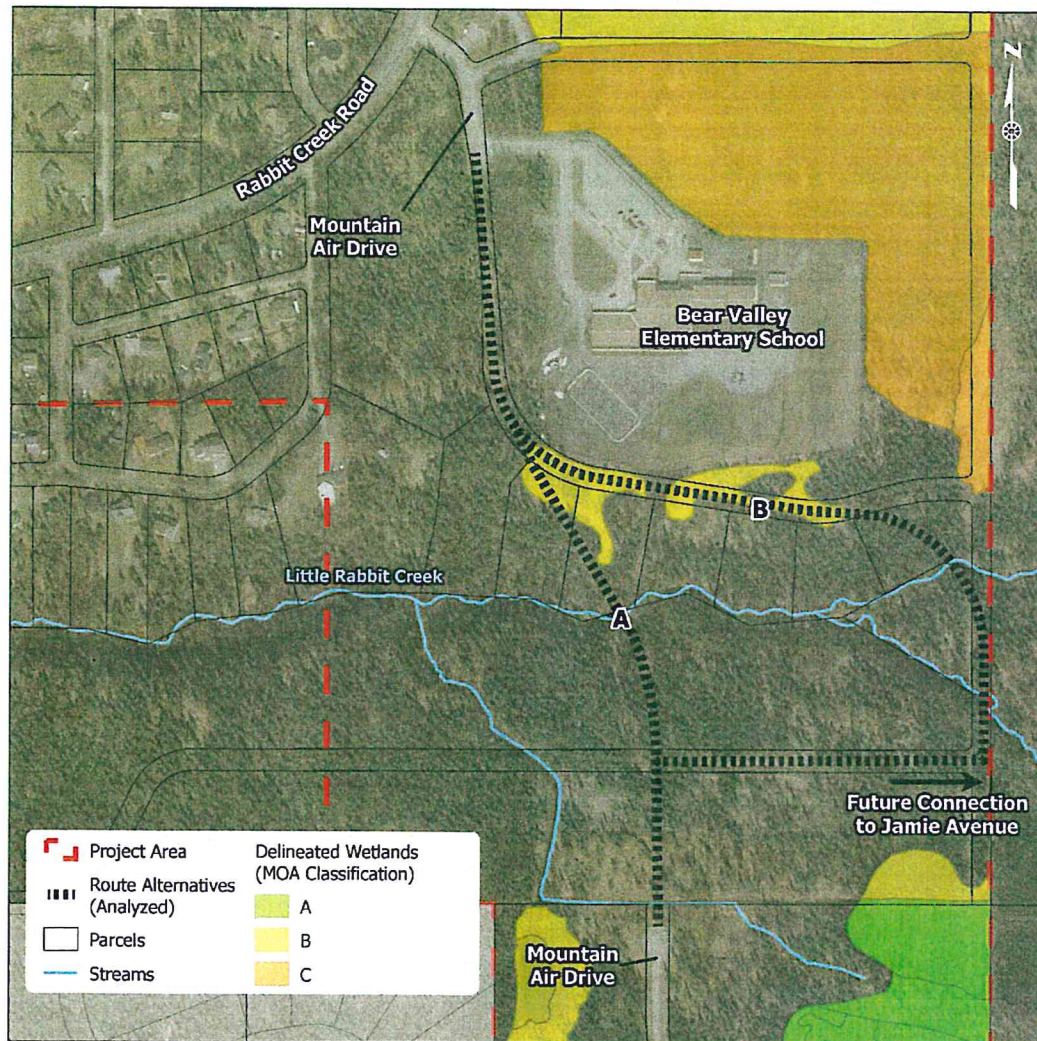 N
Rabbit Creek Road
Mountain
Air Drive
Bear Valley
Elementary School
B
Little Rabbit Creek
A
Future Connection
to Jamie Avenue
Mountain
Air Drive
Project Area
Route Alternatives
(Analyzed)
Parcels
Streams
Delineated Wetlands
(MOA Classification)
A
B
C